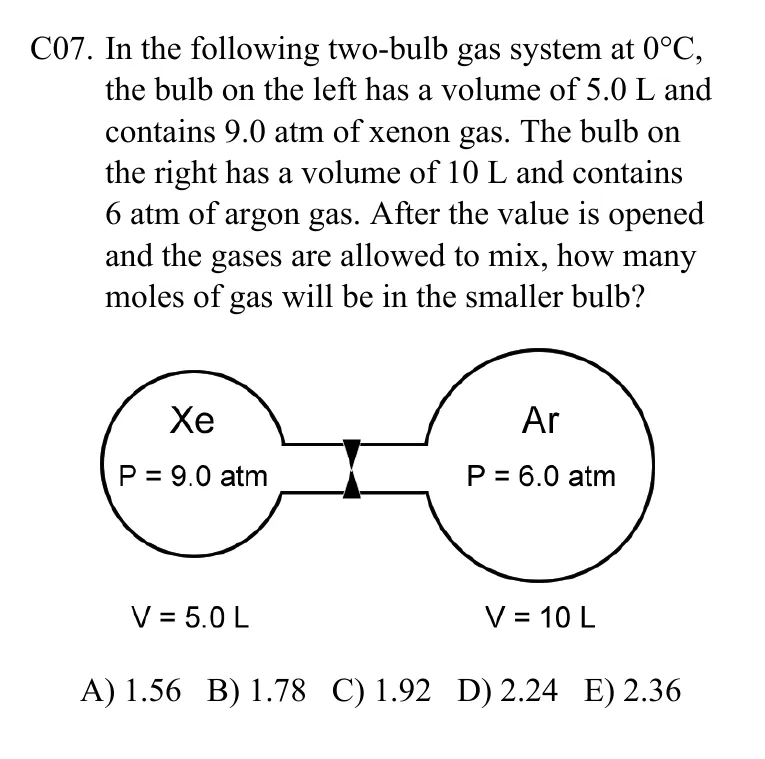 C07. In the following two-bulb gas system at 0°C,
the bulb on the left has a volume of 5.0 L and
contains 9.0 atm of xenon gas. The bulb on
the right has a volume of 10 L and contains
6 atm of argon gas. After the value is opened
and the gases are allowed to mix, how many
moles of gas will be in the smaller bulb?
Xe Ar
P = 9.0 atm P = 6.0 atm
V = 5.0 L V = 10 L
A) 1.56 B) 1.78 C) 1.92 D) 2.24 E) 2.36